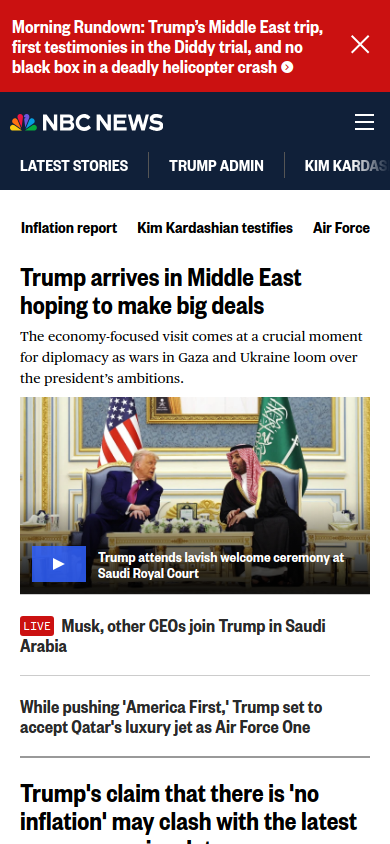 Morning Rundown: Trump’s Middle East trip,
first testimonies in the Diddy trial, and no
black box in a deadly helicopter crash
NBC NEWS
LATEST STORIES
TRUMP ADMIN
KIM KARDAS
Inflation report
Kim Kardashian testifies
Air Force
Trump arrives in Middle East
hoping to make big deals
The economy-focused visit comes at a crucial moment
for diplomacy as wars in Gaza and Ukraine loom over
the president’s ambitions.
Trump attends lavish welcome ceremony at
Saudi Royal Court
LIVE Musk, other CEOs join Trump in Saudi
Arabia
While pushing 'America First,' Trump set to
accept Qatar's luxury jet as Air Force One
Trump's claim that there is 'no
inflation' may clash with the latest